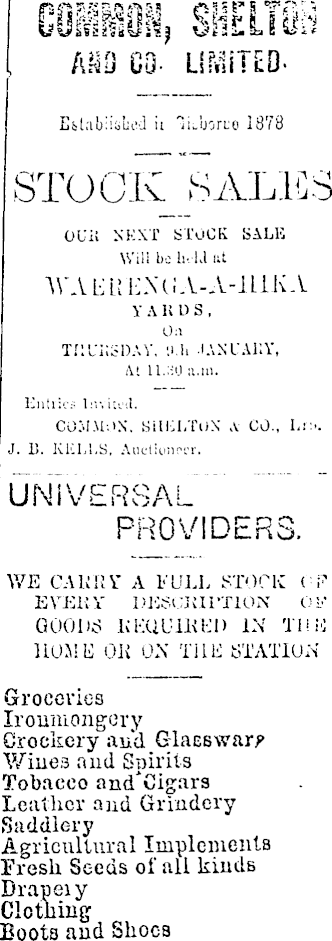 COMMON, SHELTON
AND CO. LIMITED.
Established in Gisborne 1878
STOCK SALES
OUR NEXT STOCK SALE
Will be held at
WAERENGA-A-HIKA
YARDS,
On
THURSDAY, 9th JANUARY,
At 11.30 a.m.
Entries Invited.
COMMON, SHELTON & CO., LTD.
J. B. KELLS, Auctioneer.
UNIVERSAL
PROVIDERS.
WE CARRY A FULL STOCK OF
EVERY DESCRIPTION OF
GOODS REQUIRED IN THE
HOME OR ON THE STATION
Groceries
Ironmongery
Crockery and Glassware
Wines and Spirits
Tobacco and Cigars
Leather and Grindery
Saddlery
Agricultural Implements
Fresh Seeds of all kinds
Drapery
Clothing
Boots and Shoes